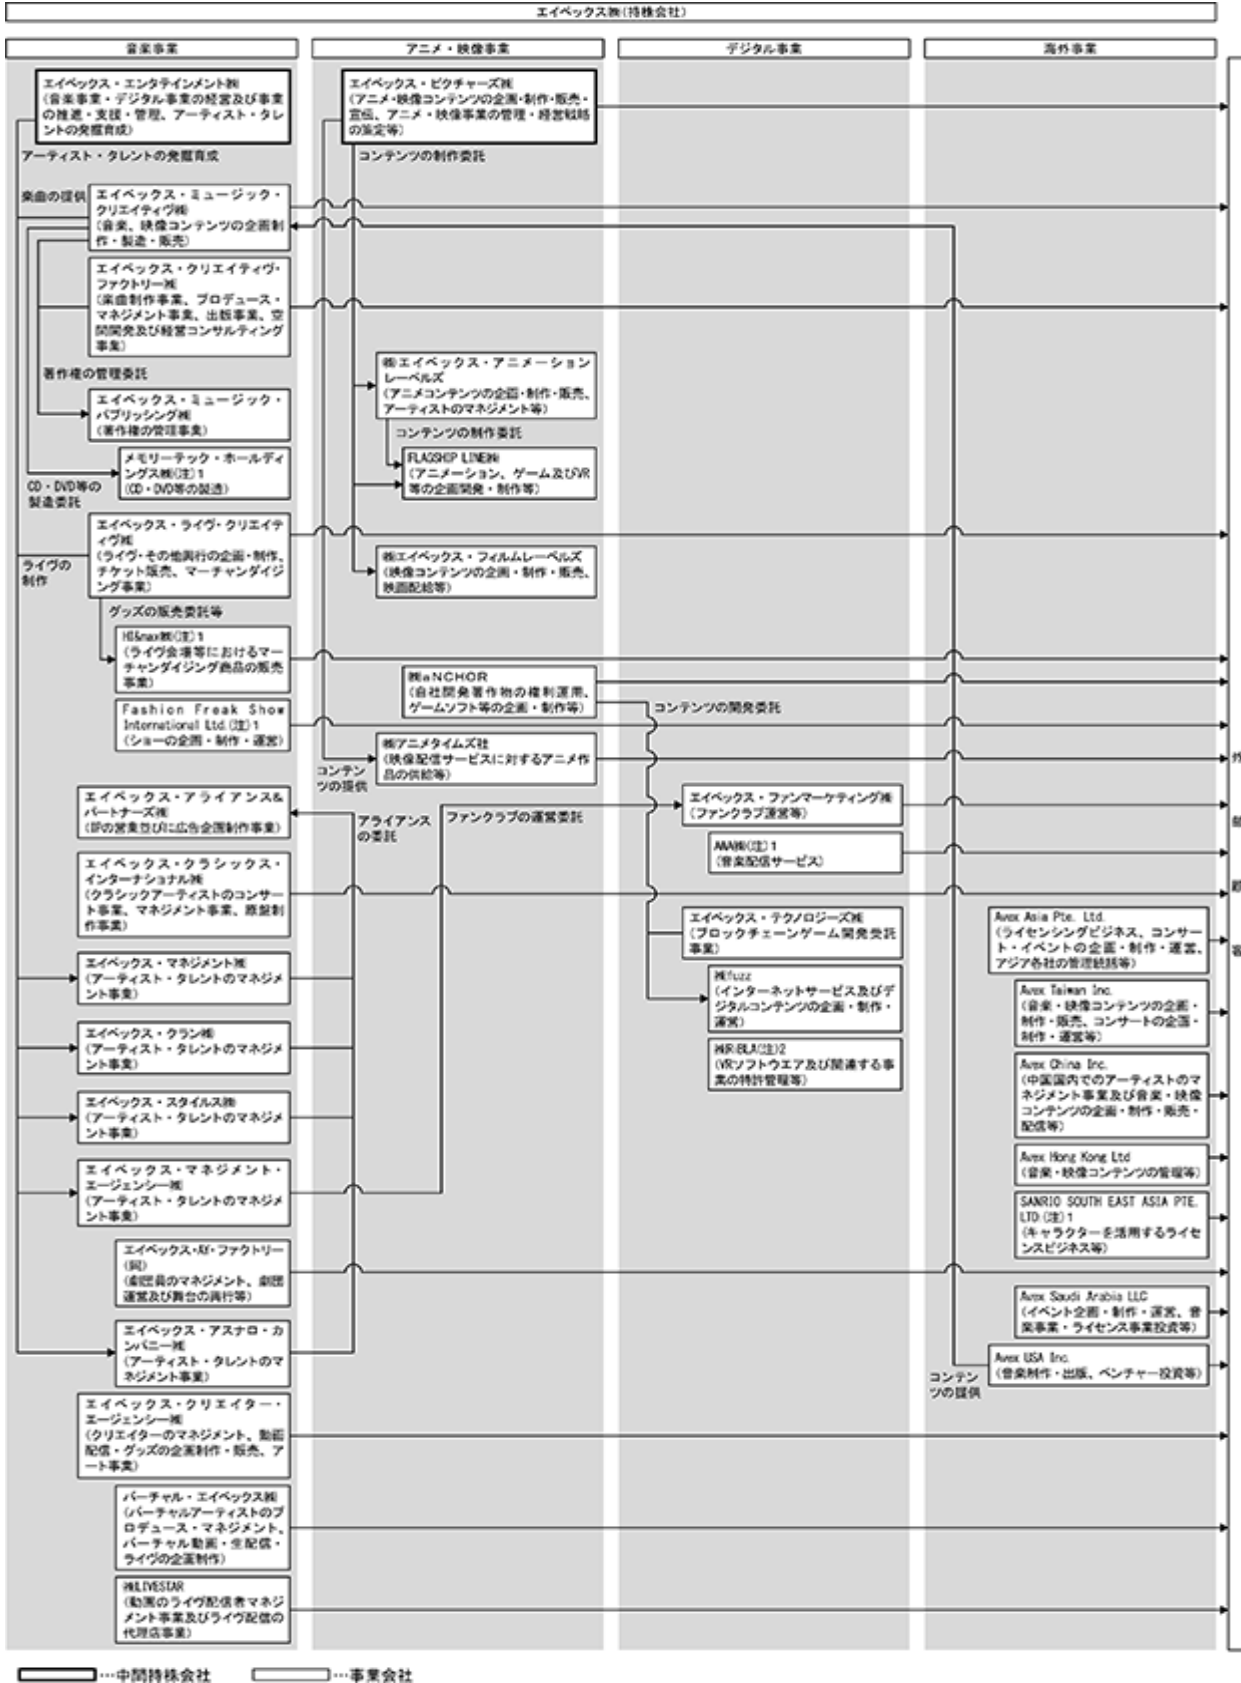 エイベックス㈱(持株会社)
音楽事業
アニメ・映像事業
デジタル事業
海外事業
エイベックス・エンタテインメント㈱
(音楽事業・デジタル事業の経営及び事業
の推進・支援・管理、アーティスト・タレ
ントの発掘育成)
アーティスト・タレントの発掘育成
楽曲の提供
エイベックス・ミュージック・
クリエイティヴ㈱
(音楽、映像コンテンツの企画制
作・製造・販売)
エイベックス・クリエイティヴ・
ファクトリー㈱
(楽曲制作事業、プロデュース・
マネジメント事業、出版事業、空
間開発及び経営コンサルティング
事業)
著作権の管理委託
エイベックス・ミュージック・
パブリッシング㈱
(著作権の管理事業)
メモリーテック・ホールディ
ングス㈱(注)1
(CD・DVD等の製造)
CD・DVD等の
製造委託
エイベックス・ライヴ・クリエイテ
ィヴ㈱
(ライヴ・その他興行の企画・制作、
チケット販売、マーチャンダイジ
ング事業)
ライヴの
制作
グッズの販売委託等
HI&max㈱(注)1
(ライヴ会場等におけるマー
チャンダイジング商品の販売
事業)
Fashion Freak Show
International Ltd.(注)1
(ショーの企画・制作・運営)
エイベックス・アライアンス&
パートナーズ㈱
(IPの営業並びに広告企画制作事業)
エイベックス・クラシックス・
インターナショナル㈱
(クラシックアーティストのコンサー
ト事業、マネジメント事業、原盤制
作事業)
エイベックス・マネジメント㈱
(アーティスト・タレントのマネジメ
ント事業)
エイベックス・クラン㈱
(アーティスト・タレントのマネジメ
ント事業)
エイベックス・スタイルス㈱
(アーティスト・タレントのマネジメ
ント事業)
エイベックス・マネジメント・
エージェンシー㈱
(アーティスト・タレントのマネジメ
ント事業)
エイベックス・AY・ファクトリー
(同)
(劇団員のマネジメント、劇団
運営及び舞台の興行等)
エイベックス・アスナロ・カ
ンパニー㈱
(アーティスト・タレントのマ
ネジメント事業)
エイベックス・クリエイター・
エージェンシー㈱
(クリエイターのマネジメント、動画
配信・グッズの企画制作・販売、ア
ート事業)
バーチャル・エイベックス㈱
(バーチャルアーティストのプ
ロデュース・マネジメント、
バーチャル動画・生配信・
ライヴの企画制作)
㈱LIVESTAR
(動画のライヴ配信者マネジ
メント事業及びライヴ配信の
代理店事業)
エイベックス・ピクチャーズ㈱
(アニメ・映像コンテンツの企画・制作・販売・
宣伝、アニメ・映像事業の管理・経営戦略
の策定等)
コンテンツの制作委託
㈱エイベックス・アニメーション
レーベルズ
(アニメコンテンツの企画・制作・販売、
アーティストのマネジメント等)
コンテンツの制作委託
FLAGSHIP LINE㈱
(アニメーション、ゲーム及びVR
等の企画開発・制作等)
㈱エイベックス・フィルムレーベルズ
(映像コンテンツの企画・制作・販売、
映画配給等)
㈱aNCHOR
(自社開発著作物の権利運用、
ゲームソフト等の企画・制作等)
㈱アニメタイムズ社
(映像配信サービスに対するアニメ作
品の供給等)
コンテン
ツの提供
アライアンス
の委託
ファンクラブの運営委託
コンテンツの開発委託
エイベックス・ファンマーケティング㈱
(ファンクラブ運営等)
AWA㈱(注)1
(音楽配信サービス)
エイベックス・テクノロジーズ㈱
(ブロックチェーンゲーム開発受託
事業)
㈱fuzz
(インターネットサービス及びデ
ジタルコンテンツの企画・制作・
運営)
㈱RiBLA(注)2
(VRソフトウエア及び関連する事
業の特許管理等)
Avex Asia Pte. Ltd.
(ライセンシングビジネス、コンサー
ト・イベントの企画・制作・運営、
アジア各社の管理統括等)
Avex Taiwan Inc.
(音楽・映像コンテンツの企画・
制作・販売、コンサートの企画・
制作・運営等)
Avex China Inc.
(中国国内でのアーティストのマ
ネジメント事業及び音楽・映像
コンテンツの企画・制作・販売・
配信等)
Avex Hong Kong Ltd
(音楽・映像コンテンツの管理等)
SANRIO SOUTH EAST ASIA PTE.
LTD.(注)1
(キャラクターを活用するライセ
ンスビジネス等)
Avex Saudi Arabia LLC
(イベント企画・制作・運営、音
楽事業・ライセンス事業投資等)
Avex USA Inc.
(音楽制作・出版、ベンチャー投資等)
コンテン
ツの提供
…中間持株会社
…事業会社